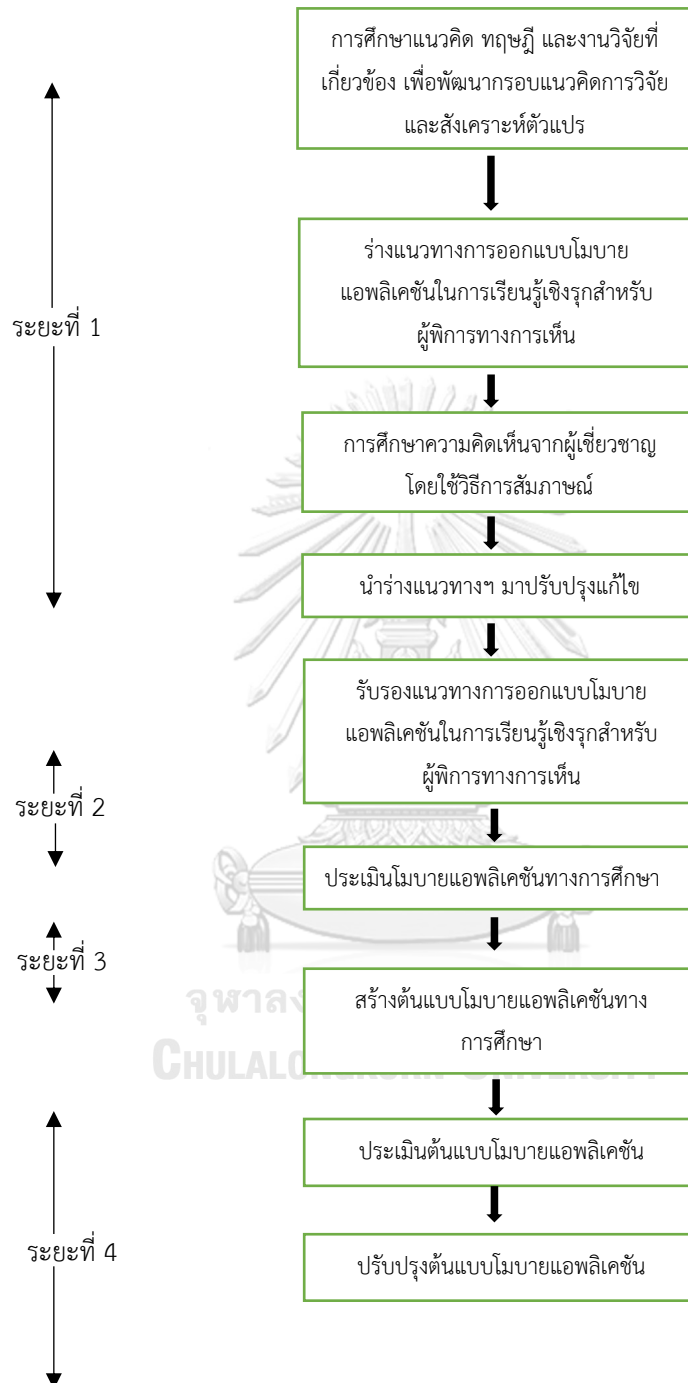 การศึกษาแนวคิด ทฤษฎี และงานวิจัยที่
เกี่ยวข้อง เพื่อพัฒนากรอบแนวคิดการวิจัย
และสังเคราะห์ตัวแปร
ร่างแนวทางการออกแบบโมบาย
แอพลิเคชันในการเรียนรู้เชิงรุกสำหรับ
ผู้พิการทางการเห็น
ระยะที่ 1
การศึกษาความคิดเห็นจากผู้เชี่ยวชาญ
โดยใช้วิธีการสัมภาษณ์
นำร่างแนวทางฯ มาปรับปรุงแก้ไข
รับรองแนวทางการออกแบบโมบาย
แอพลิเคชันในการเรียนรู้เชิงรุกสำหรับ
ผู้พิการทางการเห็น
ระยะที่ 2
ประเมินโมบายแอพลิเคชันทางการศึกษา
ระยะที่ 3
สร้างต้นแบบโมบายแอพลิเคชันทาง
การศึกษา
ประเมินต้นแบบโมบายแอพลิเคชัน
ระยะที่ 4
ปรับปรุงต้นแบบโมบายแอพลิเคชัน